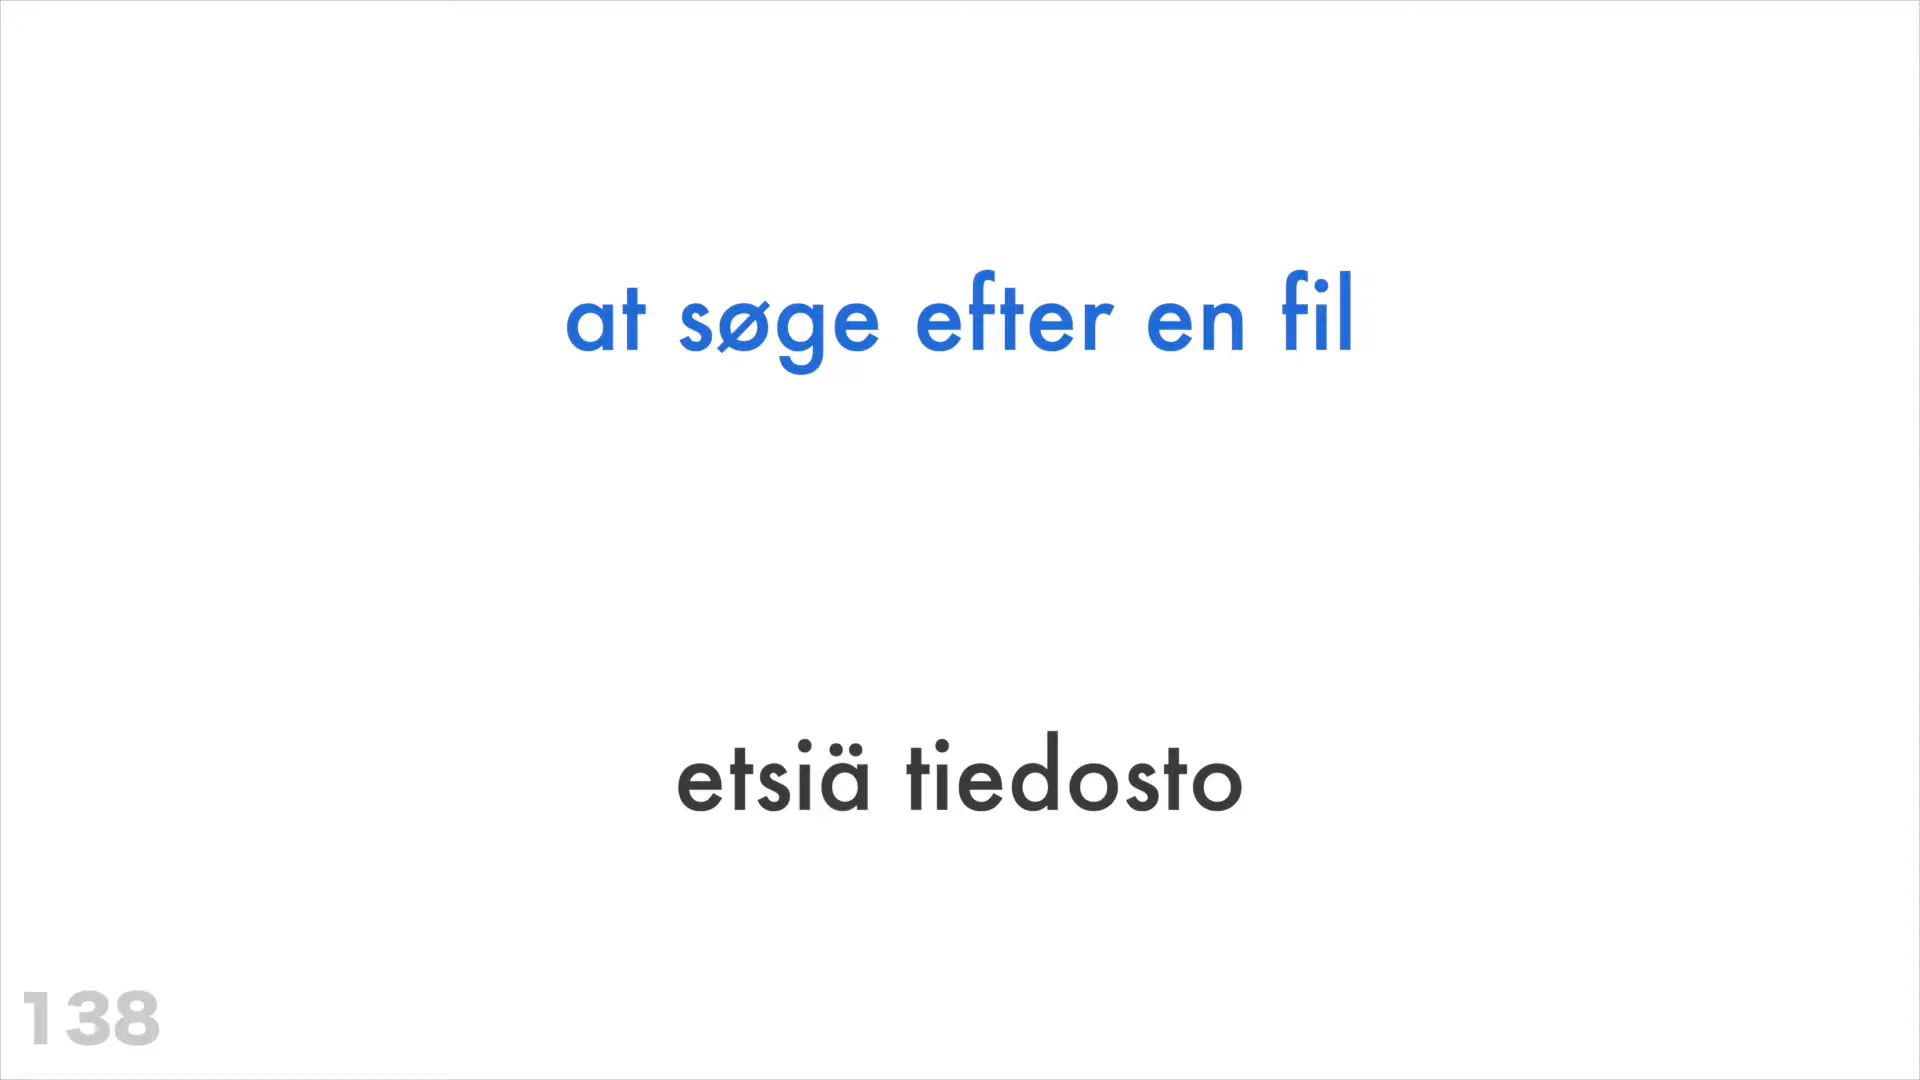 at søge efter en fil
etsiä tiedosto
138